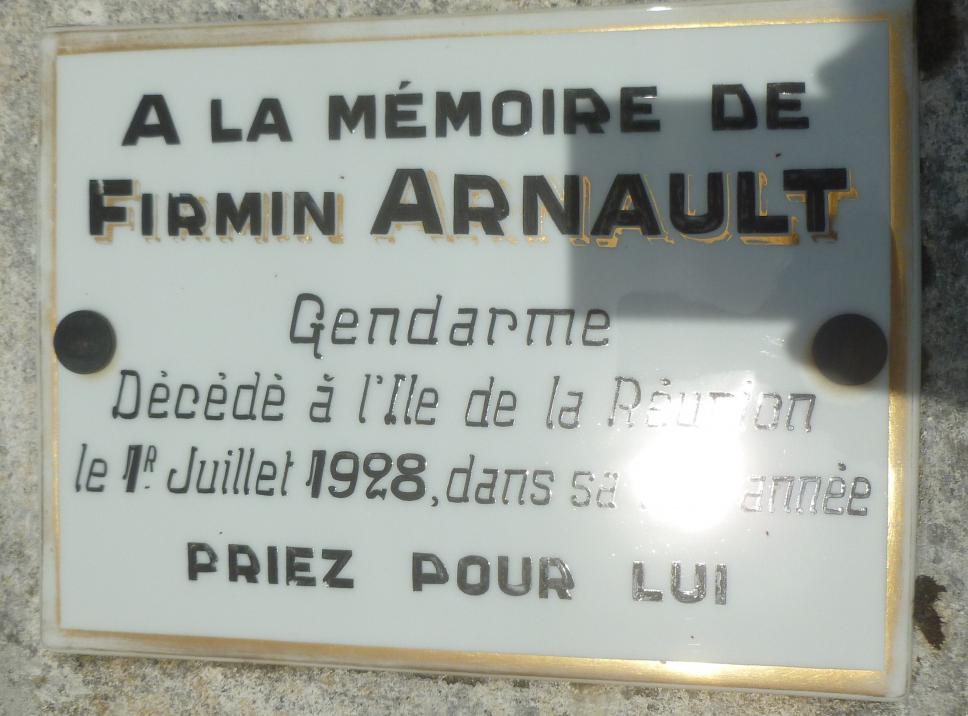 A LA MÉMOIRE DE
FIRMIN ARNAULT
Gendarme
Décédé à l'Ile de la Réunion
le 1R Juillet 1928, dans sa année
PRIEZ POUR LUI